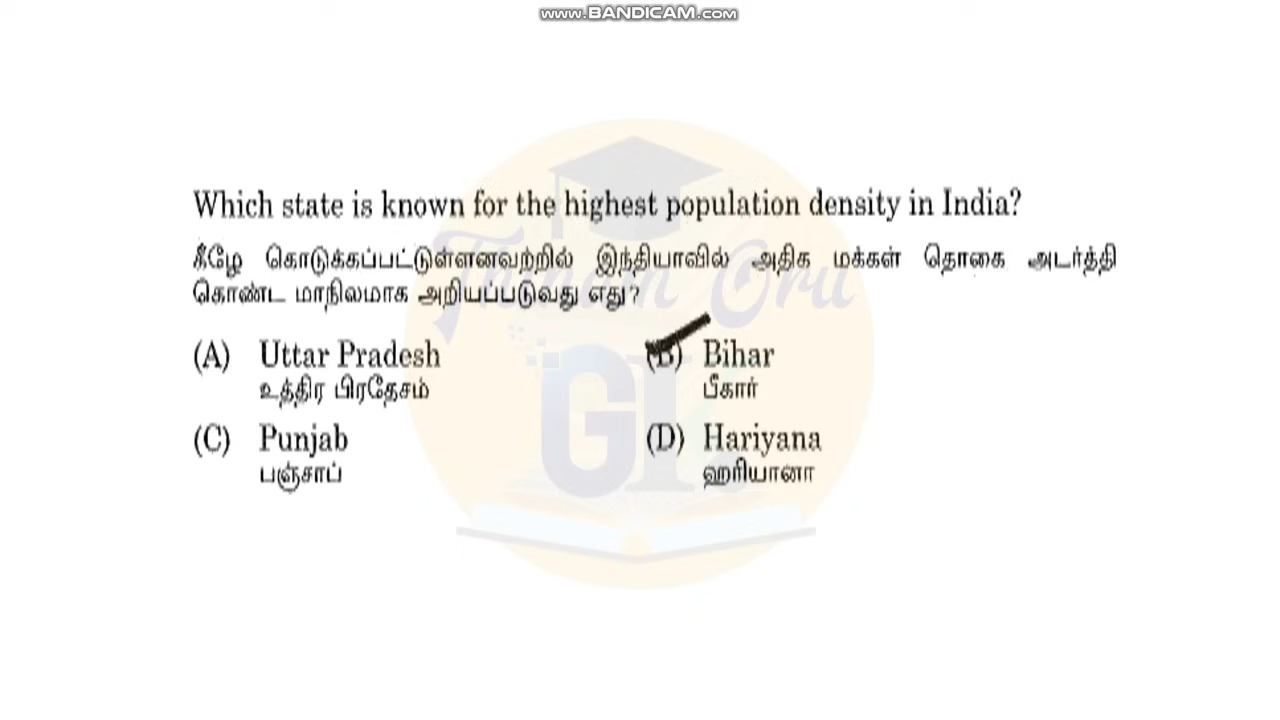 www.BANDICAM.com
Which state is known for the highest population density in India?
கீழே கொடுக்கப்பட்டுள்ளனவற்றில் இந்தியாவில் அதிக மக்கள் தொகை அடர்த்தி
கொண்ட மாநிலமாக அறியப்படுவது எது?
(A) Uttar Pradesh (B) Bihar
உத்திர பிரதேசம் பீகார்
(C) Punjab (D) Hariyana
பஞ்சாப் ஹரியானா
Thinam Oru
G